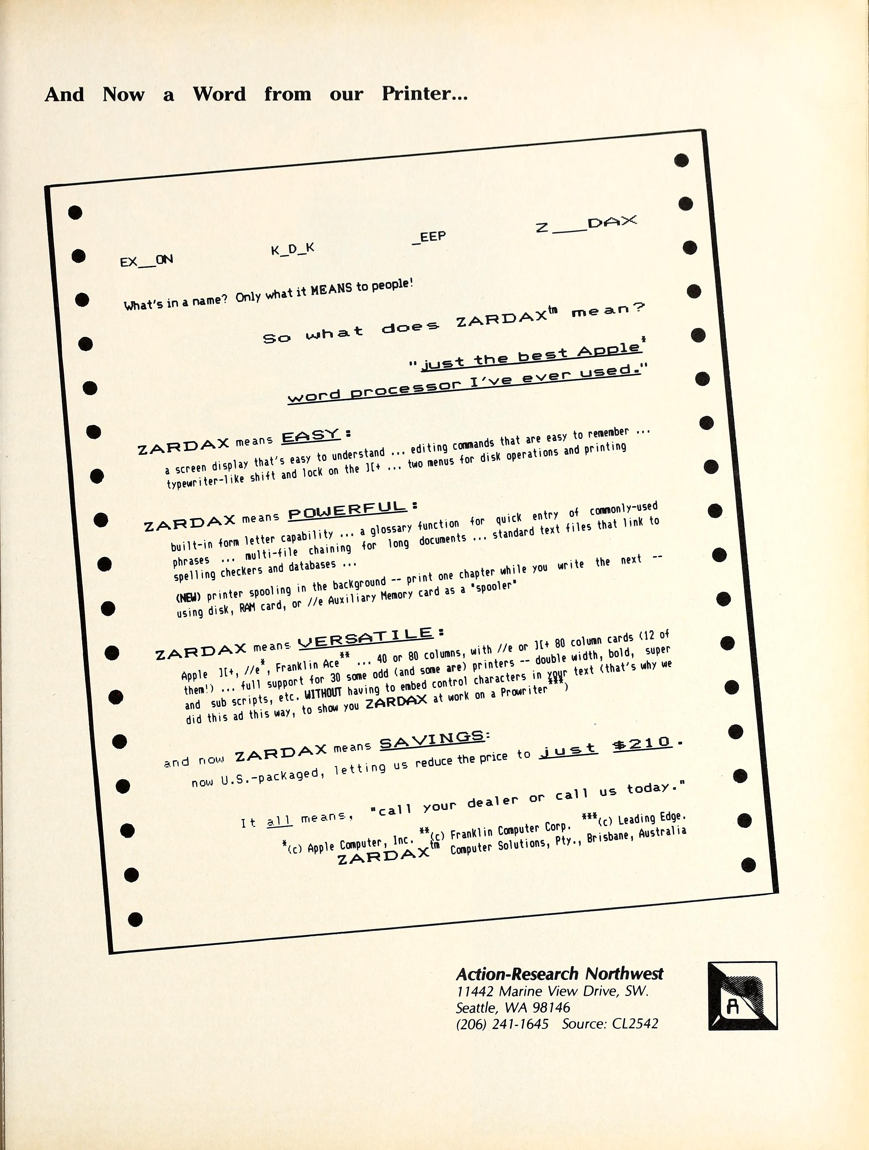 And Now a Word from our Printer...
EX__ON K_D_K _EEP Z___DAX
What's in a name? Only what it MEANS to people!
So what does ZARDAX™ mean?
"just the best Apple*
word processor I've ever used."
ZARDAX means EASY:
a screen display that's easy to understand ... editing commands that are easy to remember ...
typewriter-like shift and lock on the ][+ ... two menus for disk operations and printing
ZARDAX means POWERFUL:
built-in form letter capability ... a glossary function for quick entry of commonly-used
phrases ... multi-file chaining for long documents ... standard text files that link to
spelling checkers and databases ...
(NEW) printer spooling in the background -- print one chapter while you write the next --
using disk, RAM card, or //e Auxiliary Memory card as a "spooler"
ZARDAX means VERSATILE:
Apple ][+, //e*, Franklin Ace** ... 40 or 80 columns, with //e or ][+ 80 column cards (12 of
them!) ... full support for 30 some odd (and some are) printers -- double width, bold, super
and sub scripts, etc. WITHOUT having to embed control characters in your text (that's why we
did this ad this way, to show you ZARDAX at work on a Prowriter***)
and now ZARDAX means SAVINGS:
now U.S.-packaged, letting us reduce the price to just $210.
It all means, "call your dealer or call us today."
*(c) Apple Computer, Inc. **(c) Franklin Computer Corp. ***(c) Leading Edge.
ZARDAX™ Computer Solutions, Pty., Brisbane, Australia
Action-Research Northwest
11442 Marine View Drive, SW.
Seattle, WA 98146
(206) 241-1645 Source: CL2542